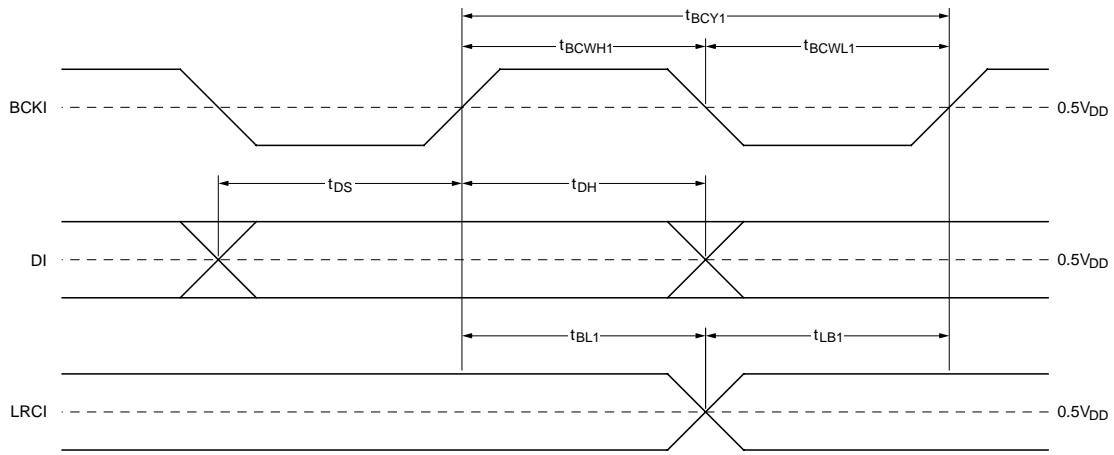 tBCY1
tBCWH1 tBCWL1
BCKI 0.5VDD
tDS tDH
DI 0.5VDD
tBL1 tLB1
LRCI 0.5VDD